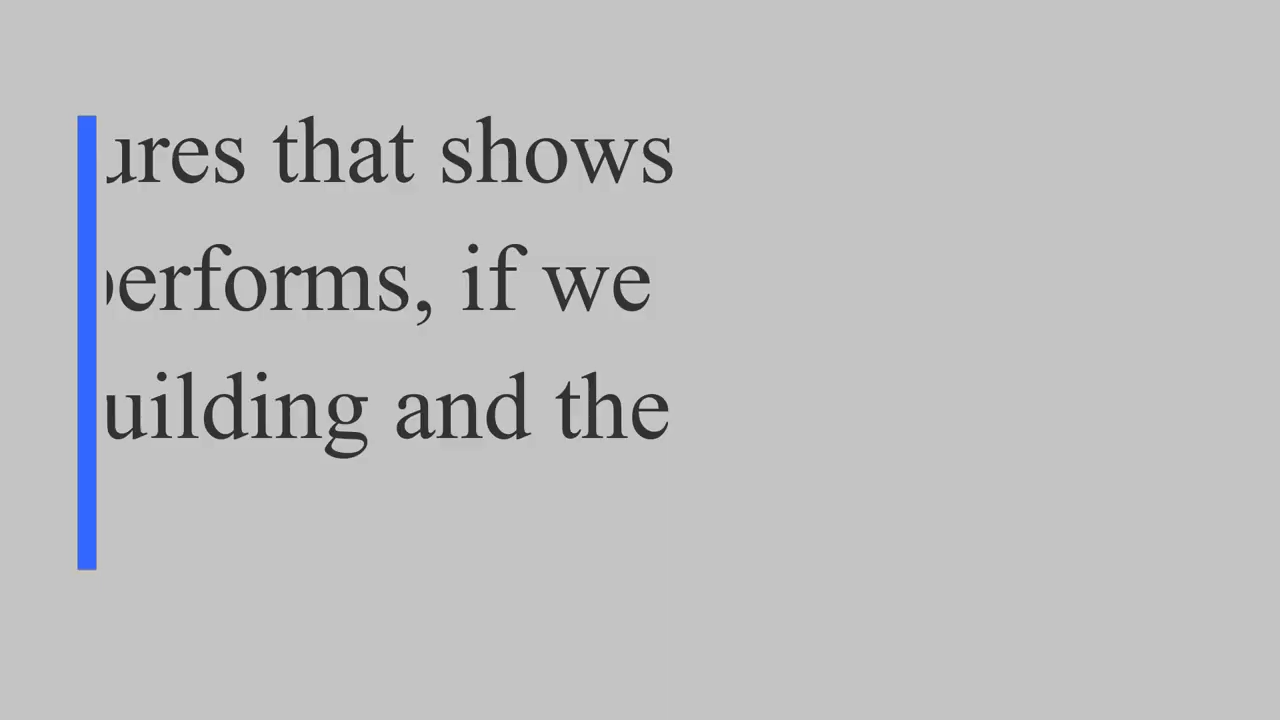 ures that shows
erforms, if we
uilding and the